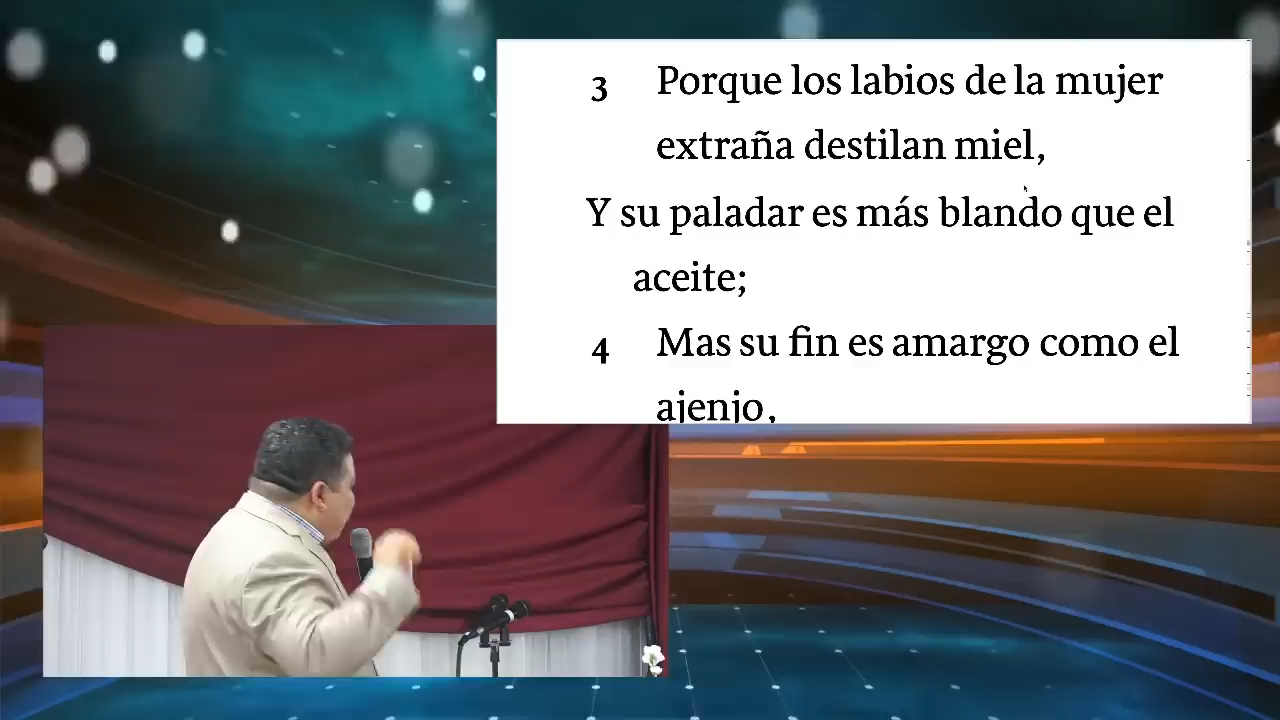 3 Porque los labios de la mujer
extraña destilan miel,
Y su paladar es más blando que el
aceite;
4 Mas su fin es amargo como el
ajenjo,